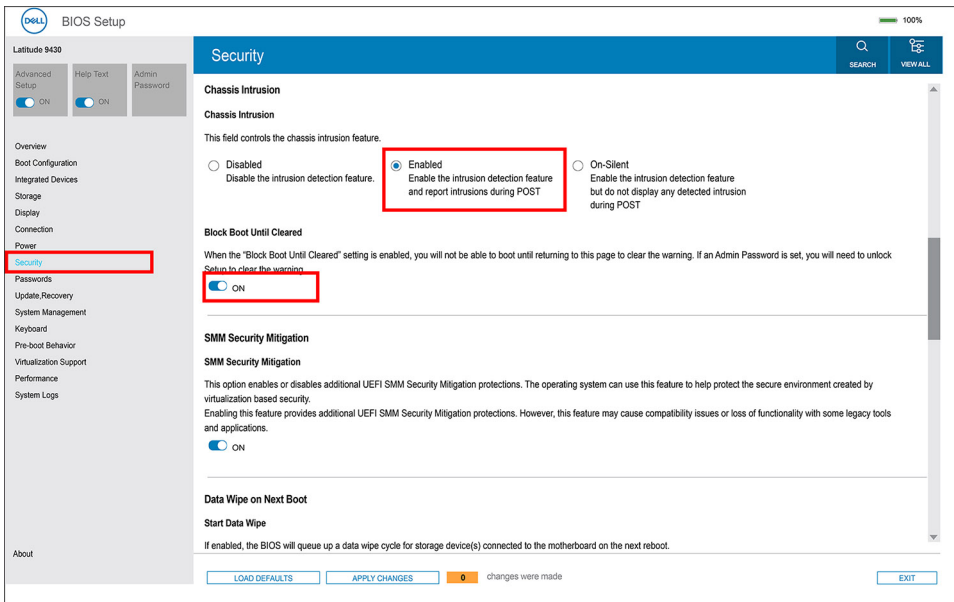 DELL
BIOS Setup
100%
Latitude 9430
Advanced Setup
ON
Help Text
ON
Admin Password
Overview
Boot Configuration
Integrated Devices
Storage
Display
Connection
Power
Security
Passwords
Update,Recovery
System Management
Keyboard
Pre-boot Behavior
Virtualization Support
Performance
System Logs
About
Security
SEARCH
VIEW ALL
Chassis Intrusion
Chassis Intrusion
This field controls the chassis intrusion feature.
Disabled
Disable the intrusion detection feature.
Enabled
Enable the intrusion detection feature
and report intrusions during POST
On-Silent
Enable the intrusion detection feature
but do not display any detected intrusion
during POST
Block Boot Until Cleared
When the "Block Boot Until Cleared" setting is enabled, you will not be able to boot until returning to this page to clear the warning. If an Admin Password is set, you will need to unlock
Setup to clear the warning
ON
SMM Security Mitigation
SMM Security Mitigation
This option enables or disables additional UEFI SMM Security Mitigation protections. The operating system can use this feature to help protect the secure environment created by
virtualization based security.
Enabling this feature provides additional UEFI SMM Security Mitigation protections. However, this feature may cause compatibility issues or loss of functionality with some legacy tools
and applications.
ON
Data Wipe on Next Boot
Start Data Wipe
If enabled, the BIOS will queue up a data wipe cycle for storage device(s) connected to the motherboard on the next reboot.
LOAD DEFAULTS
APPLY CHANGES
0
changes were made
EXIT